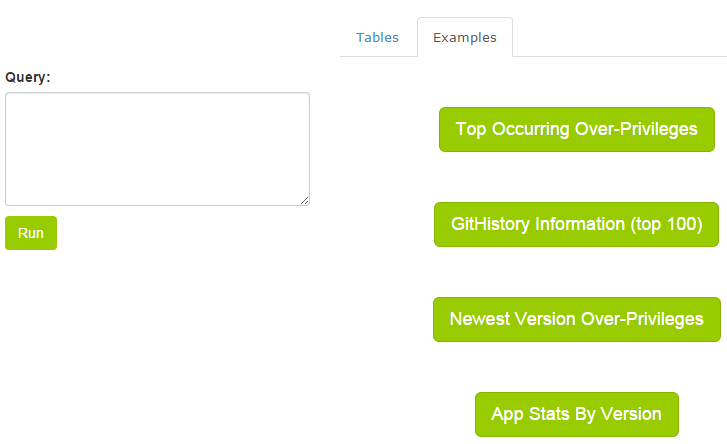 Tables
Examples
Query:
Top Occurring Over-Privileges
Run
GitHistory Information (top 100)
Newest Version Over-Privileges
App Stats By Version